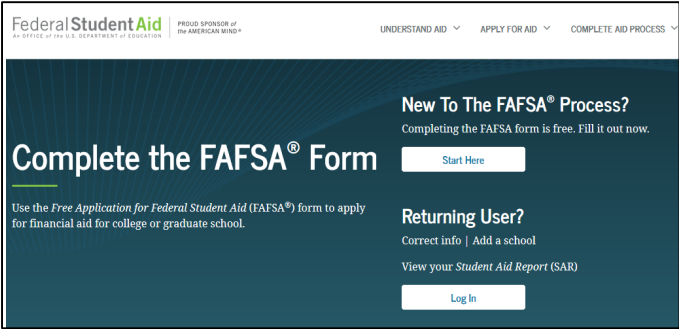 Federal Student Aid
An OFFICE of the U.S. DEPARTMENT of EDUCATION
PROUD SPONSOR of
the AMERICAN MIND®
UNDERSTAND AID
APPLY FOR AID
COMPLETE AID PROCESS
Complete the FAFSA® Form
Use the Free Application for Federal Student Aid (FAFSA®) form to apply
for financial aid for college or graduate school.
New To The FAFSA® Process?
Completing the FAFSA form is free. Fill it out now.
Start Here
Returning User?
Correct info | Add a school
View your Student Aid Report (SAR)
Log In